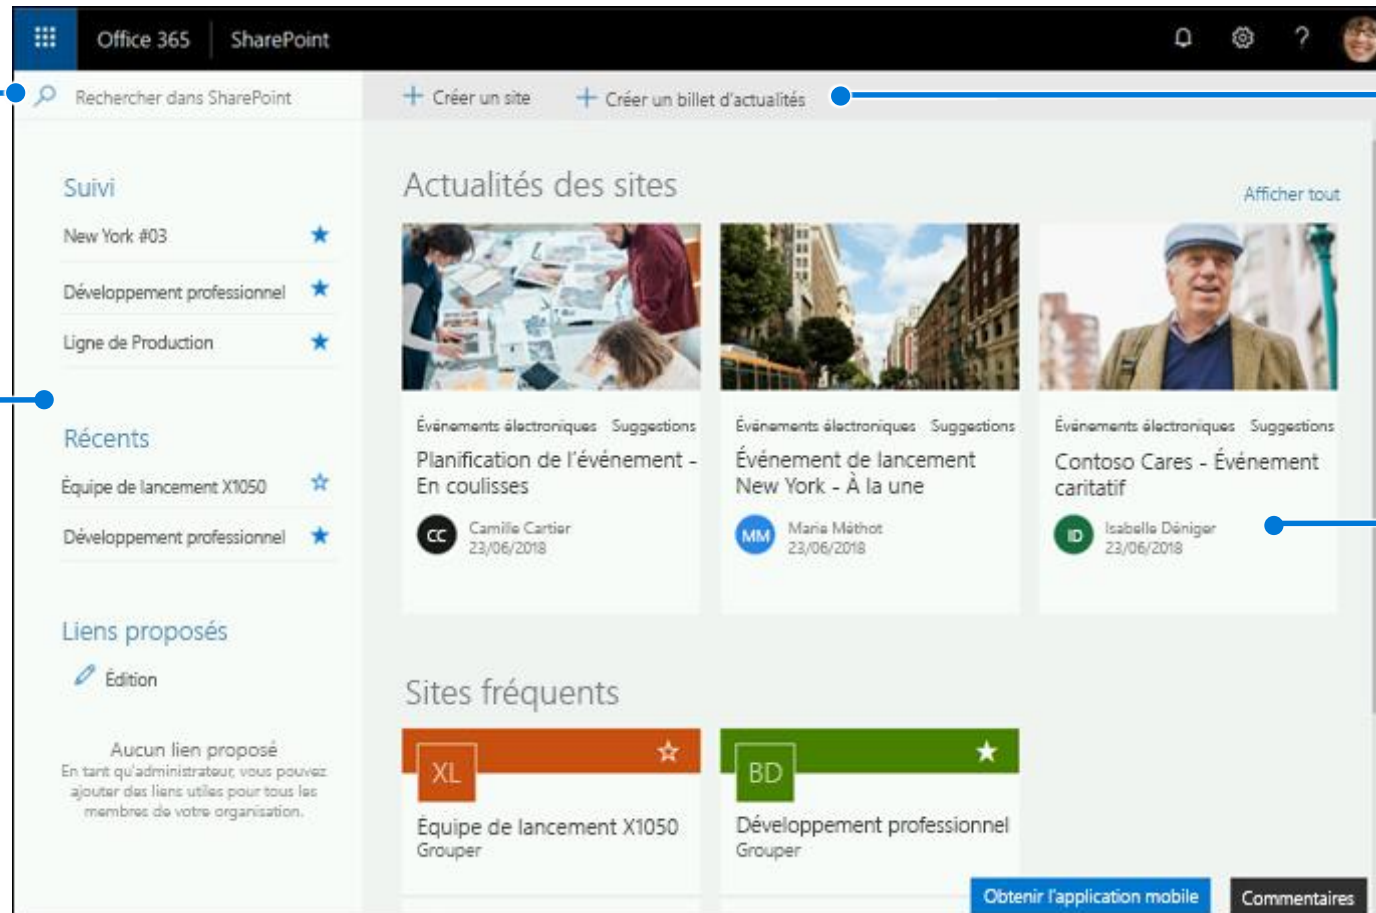 Office 365 SharePoint
Rechercher dans SharePoint
Créer un site
Créer un billet d'actualités
Suivi
New York #03
Développement professionnel
Ligne de Production
Récents
Équipe de lancement X1050
Développement professionnel
Liens proposés
Édition
Aucun lien proposé
En tant qu'administrateur, vous pouvez
ajouter des liens utiles pour tous les
membres de votre organisation.
Actualités des sites
Afficher tout
Événements électroniques Suggestions
Planification de l'événement -
En coulisses
CC
Camille Cartier
23/06/2018
Événements électroniques Suggestions
Événement de lancement
New York - À la une
MM
Marie Méthot
23/06/2018
Événements électroniques Suggestions
Contoso Cares - Événement
caritatif
ID
Isabelle Déniger
23/06/2018
Sites fréquents
XL
Équipe de lancement X1050
Grouper
BD
Développement professionnel
Grouper
Obtenir l'application mobile
Commentaires